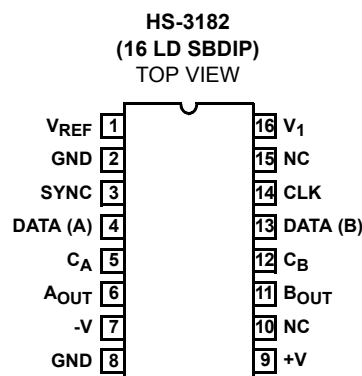 HS-3182
(16 LD SBDIP)
TOP VIEW
VREF 1 16 V1
GND 2 15 NC
SYNC 3 14 CLK
DATA (A) 4 13 DATA (B)
CA 5 12 CB
AOUT 6 11 BOUT
-V 7 10 NC
GND 8 9 +V